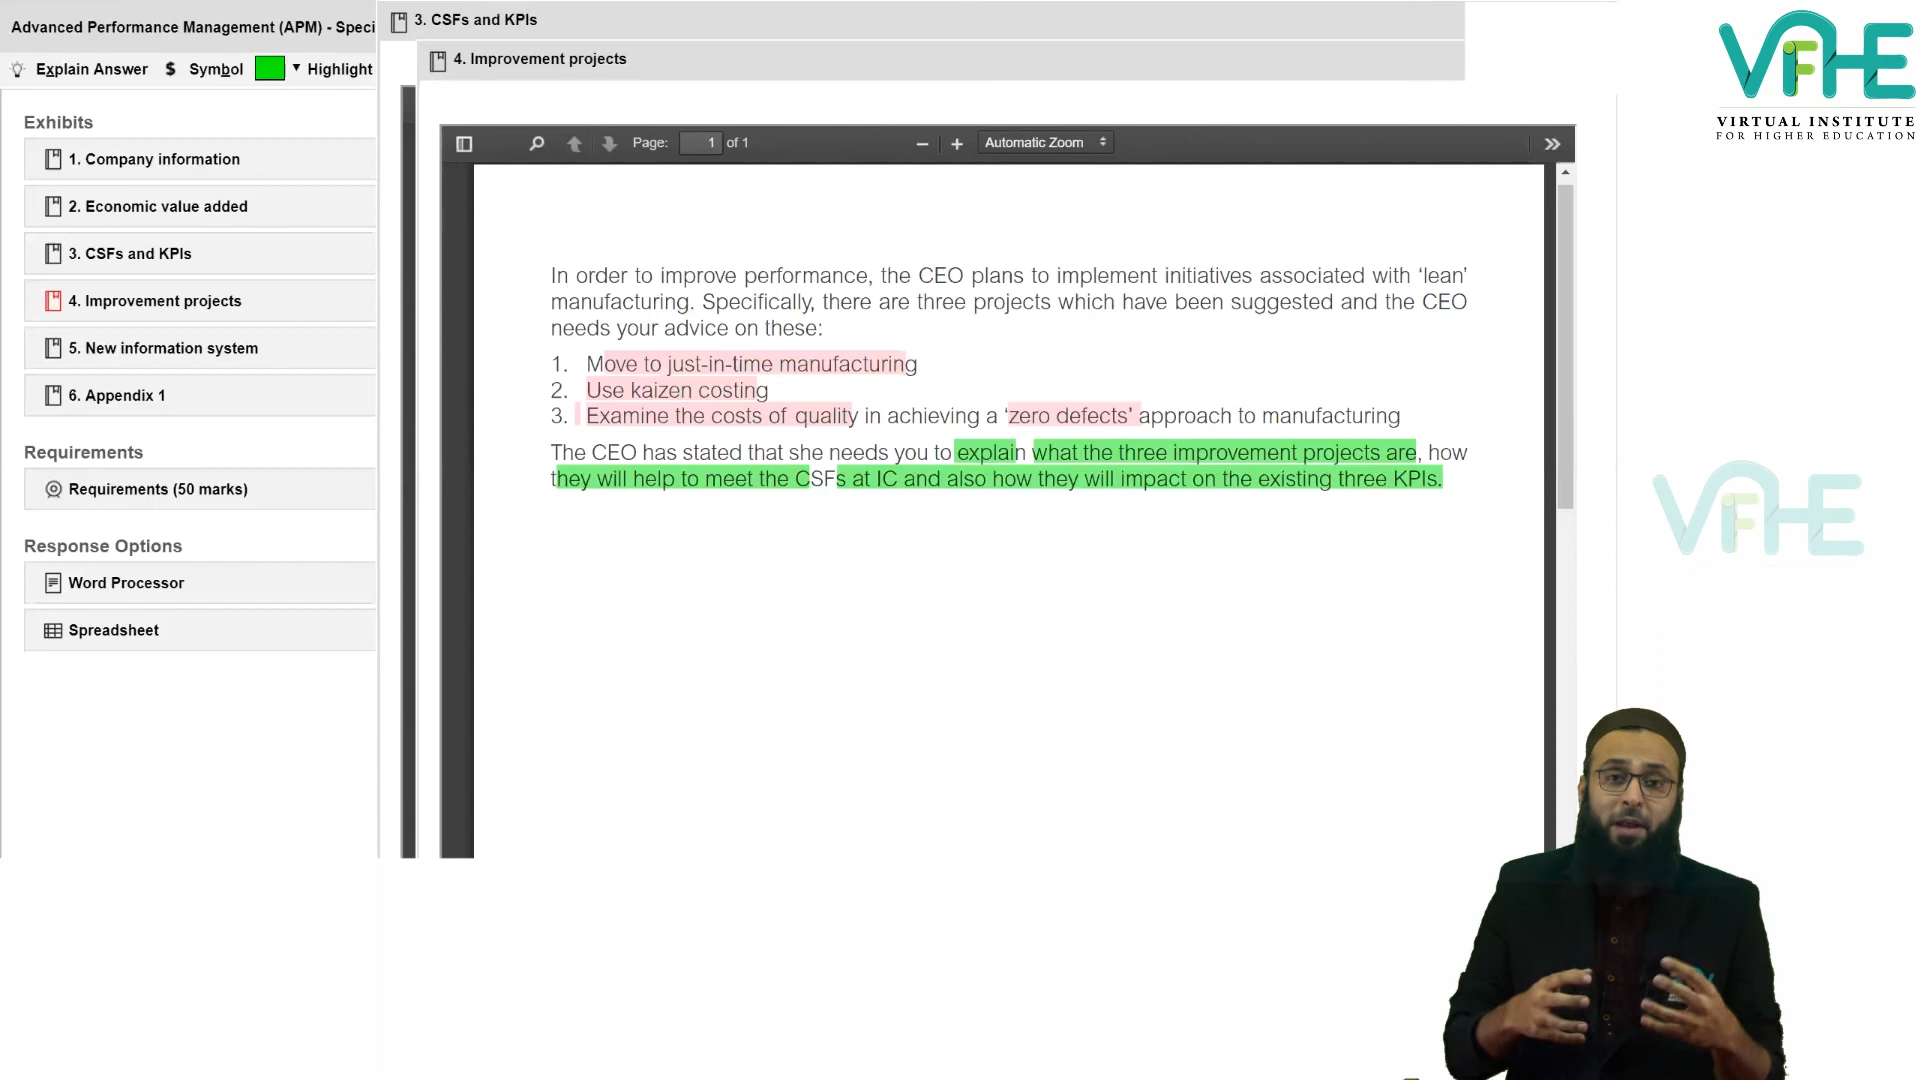 Advanced Performance Management (APM) - Speci
Explain Answer
$ Symbol
Highlight
Exhibits
1. Company information
2. Economic value added
3. CSFs and KPIs
4. Improvement projects
5. New information system
6. Appendix 1
Requirements
Requirements (50 marks)
Response Options
Word Processor
Spreadsheet
3. CSFs and KPIs
4. Improvement projects
Page: 1 of 1
Automatic Zoom
In order to improve performance, the CEO plans to implement initiatives associated with ‘lean’
manufacturing. Specifically, there are three projects which have been suggested and the CEO
needs your advice on these:
1. Move to just-in-time manufacturing
2. Use kaizen costing
3. Examine the costs of quality in achieving a ‘zero defects’ approach to manufacturing
The CEO has stated that she needs you to explain what the three improvement projects are, how
they will help to meet the CSFs at IC and also how they will impact on the existing three KPIs.
VIFHE
VIRTUAL INSTITUTE
FOR HIGHER EDUCATION
VIFHE